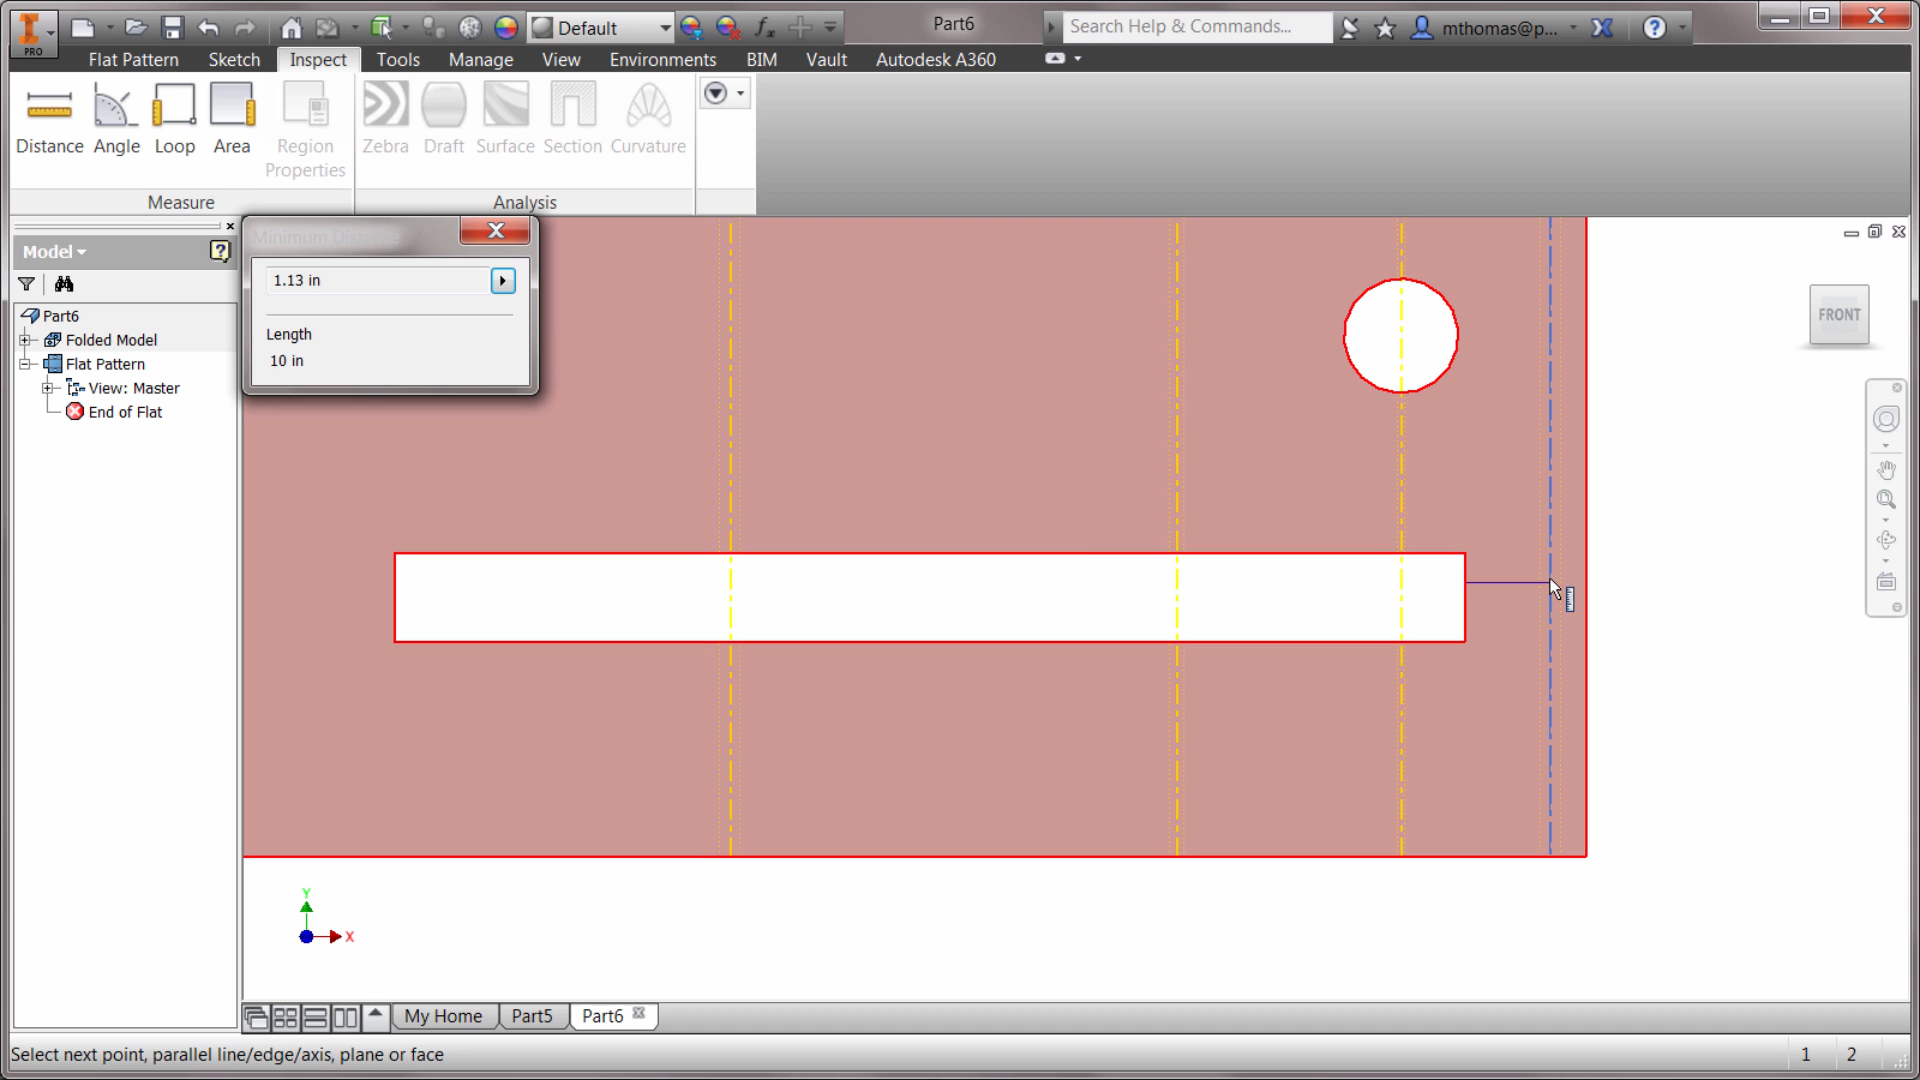 PRO
Default
Part6
Search Help & Commands...
mthomas@p...
Flat Pattern Sketch Inspect Tools Manage View Environments BIM Vault Autodesk A360
Distance Angle Loop Area Region Properties Zebra Draft Surface Section Curvature
Measure Analysis
Model
Minimum Distance
1.13 in
Length
10 in
Part6
Folded Model
Flat Pattern
View: Master
End of Flat
FRONT
Y
X
My Home Part5 Part6
Select next point, parallel line/edge/axis, plane or face
1 2